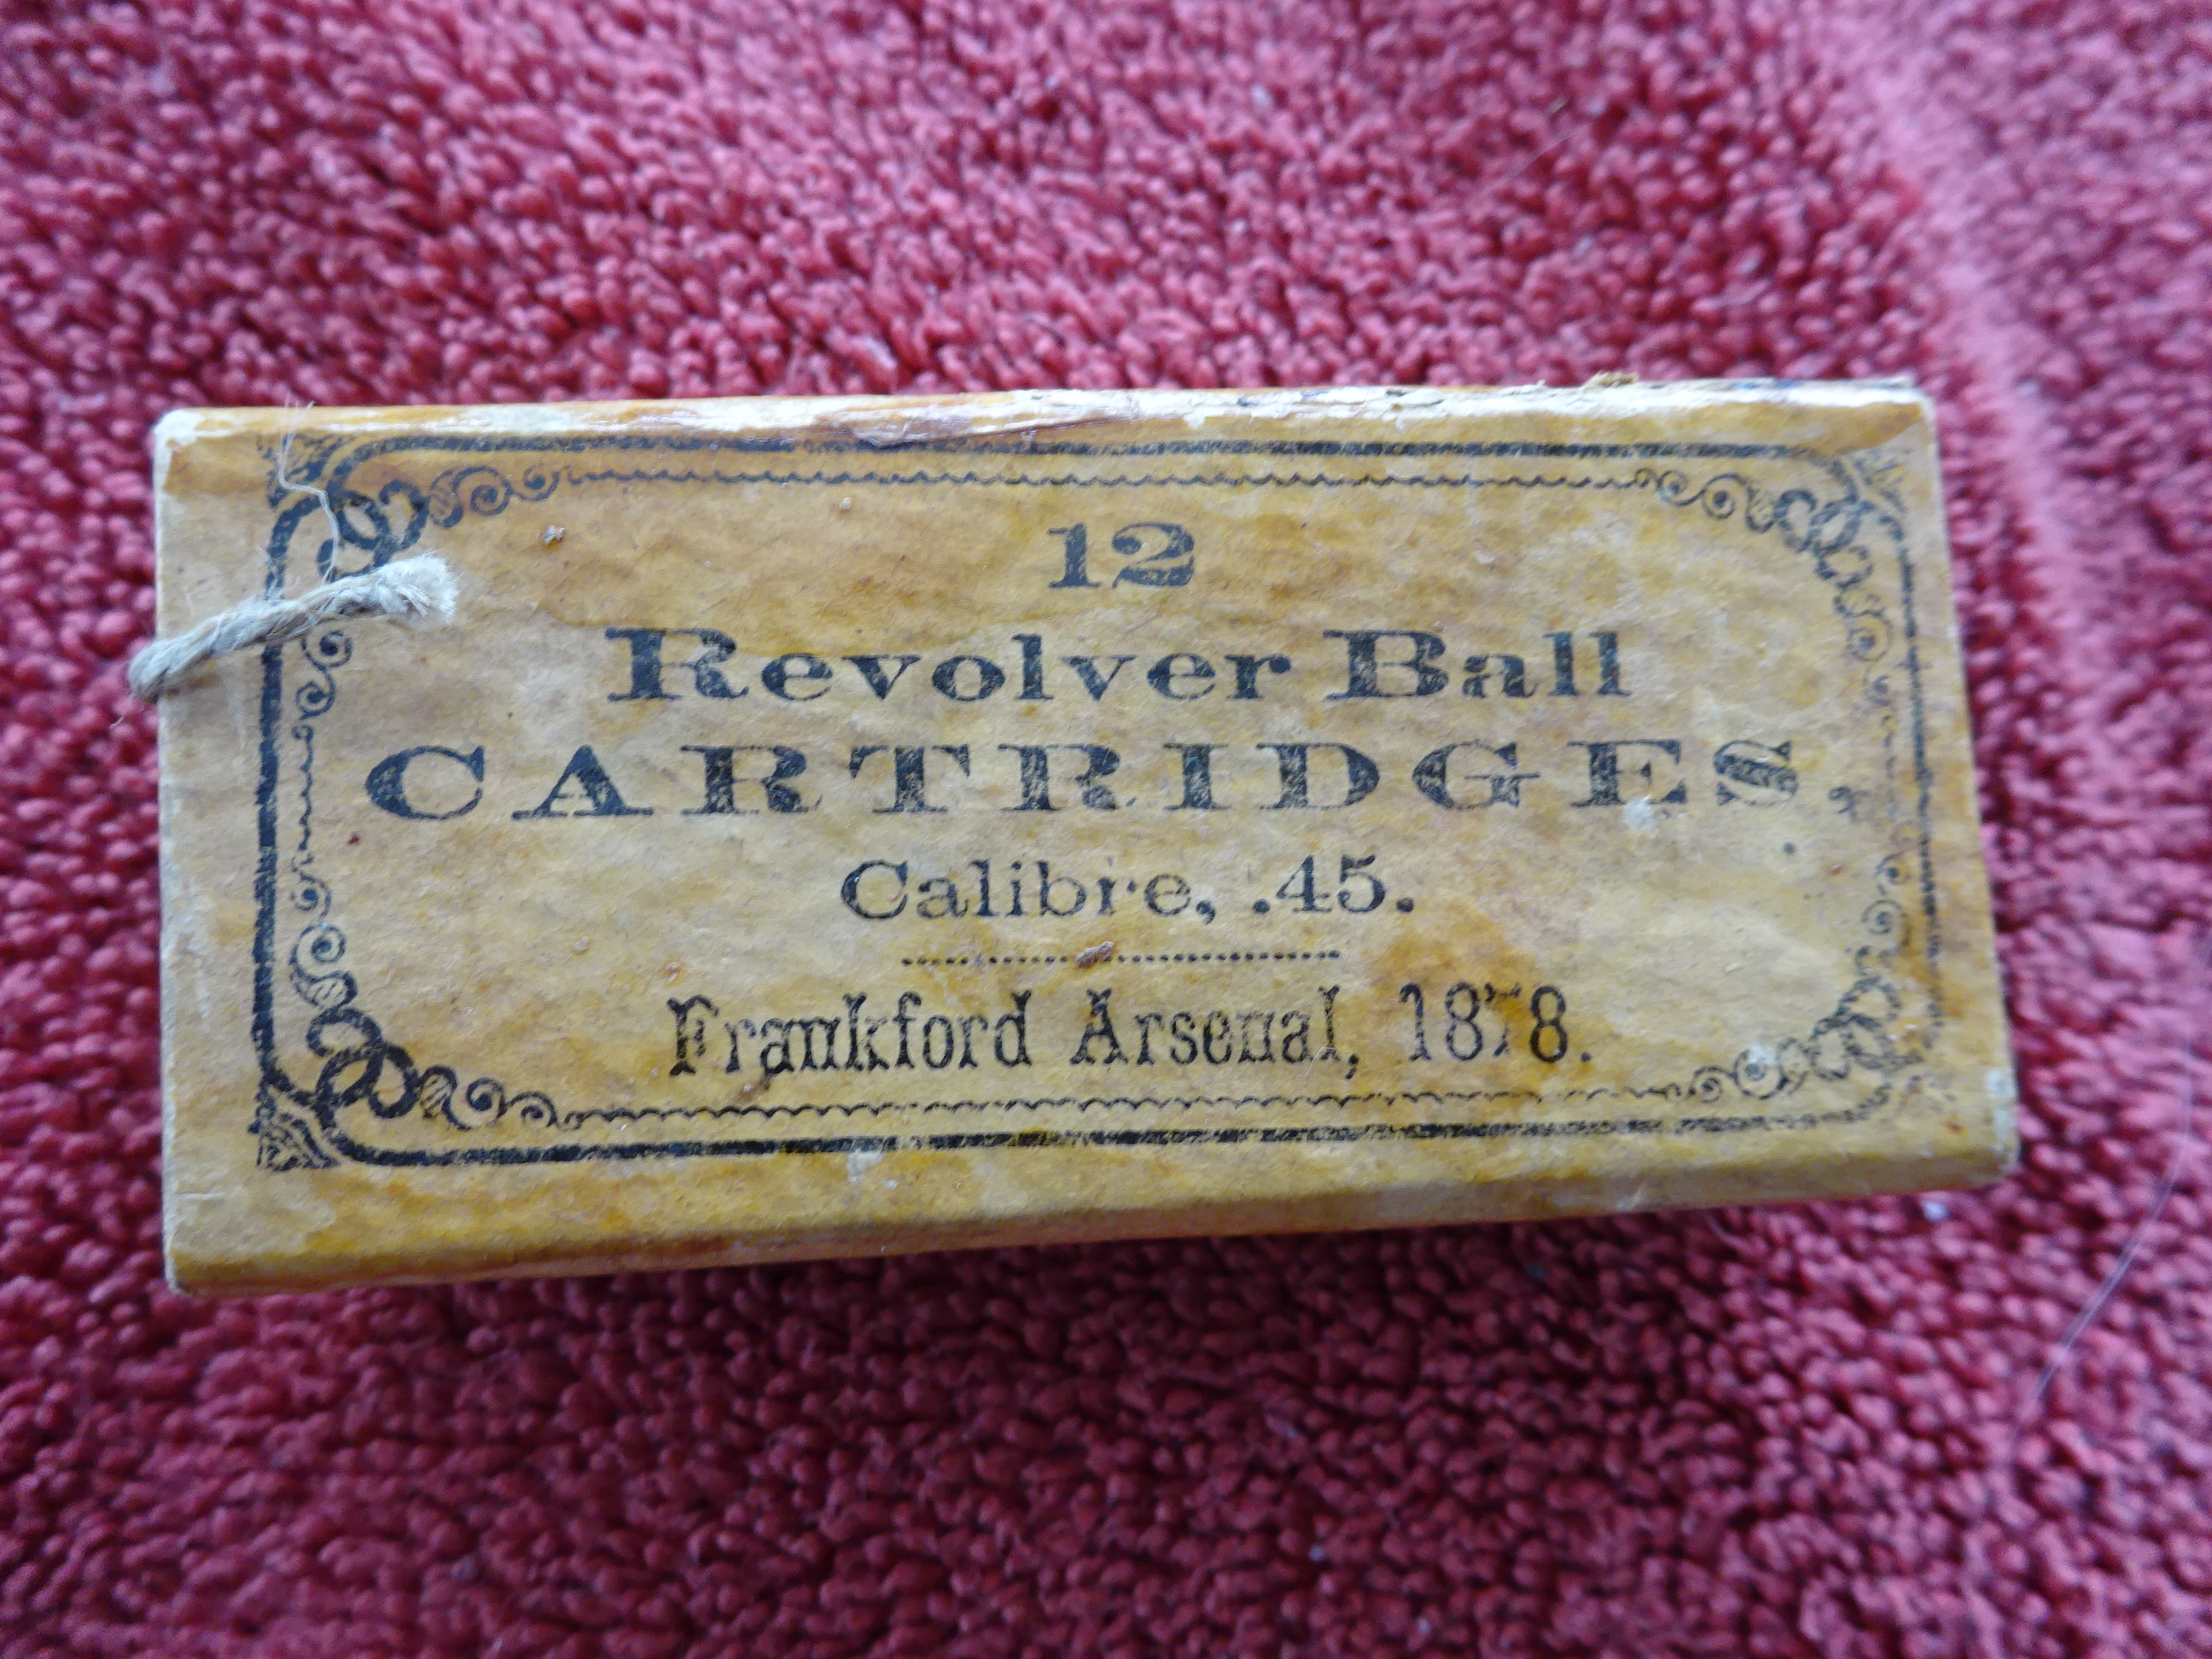 12
Revolver Ball
CARTRIDGES,
Calibre, .45.
Frankford Arsenal, 1878.